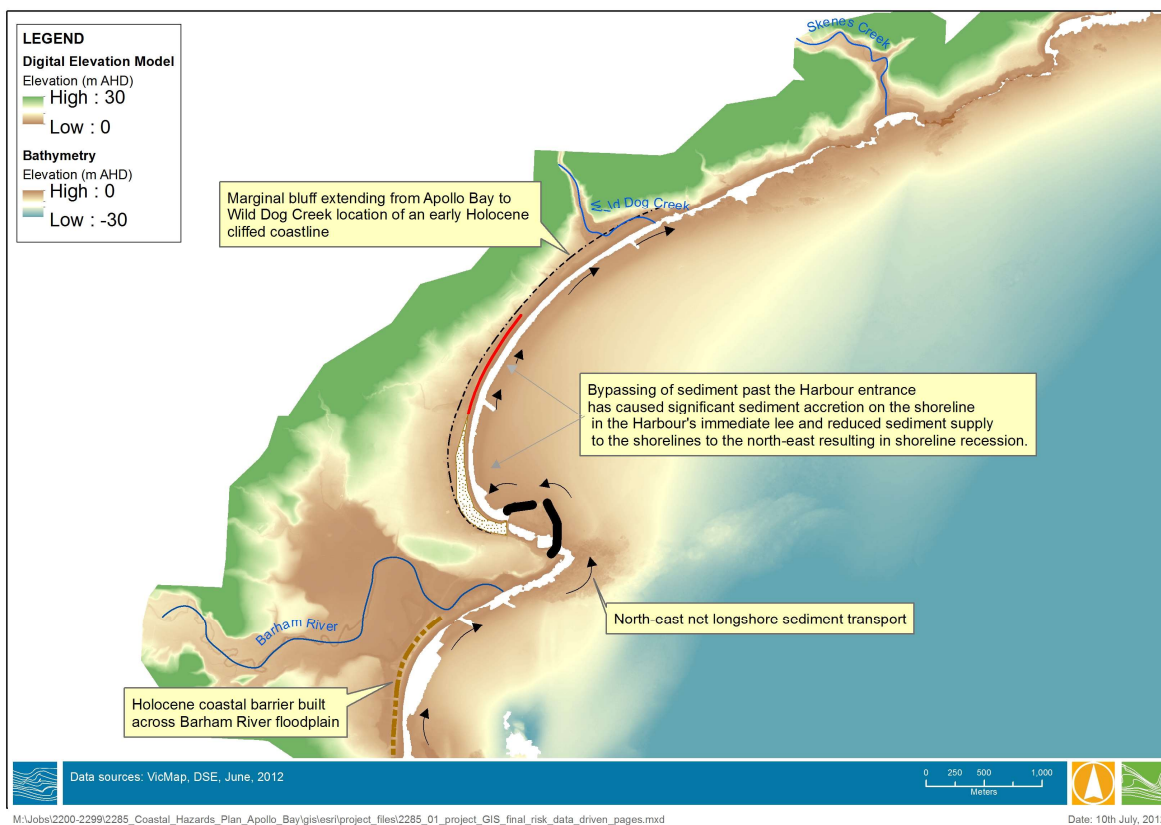 LEGEND
Digital Elevation Model
Elevation (m AHD)
High : 30
Low : 0
Bathymetry
Elevation (m AHD)
High : 0
Low : -30
Skenes Creek
Marginal bluff extending from Apollo Bay to
Wild Dog Creek location of an early Holocene
cliffed coastline
Wild Dog Creek
Bypassing of sediment past the Harbour entrance
has caused significant sediment accretion on the shoreline
in the Harbour's immediate lee and reduced sediment supply
to the shorelines to the north-east resulting in shoreline recession.
North-east net longshore sediment transport
Barham River
Holocene coastal barrier built
across Barham River floodplain
Data sources: VicMap, DSE, June, 2012
0 250 500 1,000
Meters
M:\Jobs\2200-2299\2285_Coastal_Hazards_Plan_Apollo_Bay\gis\esri\project_files\2285_01_project_GIS_final_risk_data_driven_pages.mxd
Date: 10th July, 201